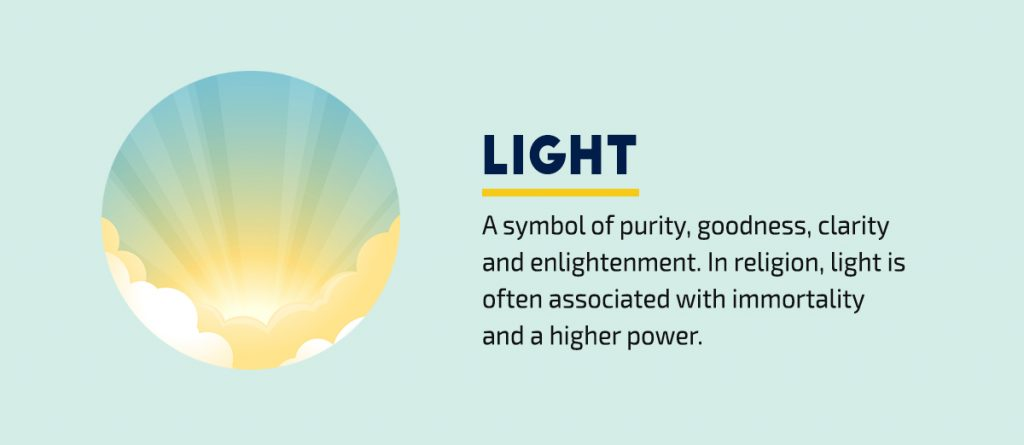 LIGHT
A symbol of purity, goodness, clarity
and enlightenment. In religion, light is
often associated with immortality
and a higher power.